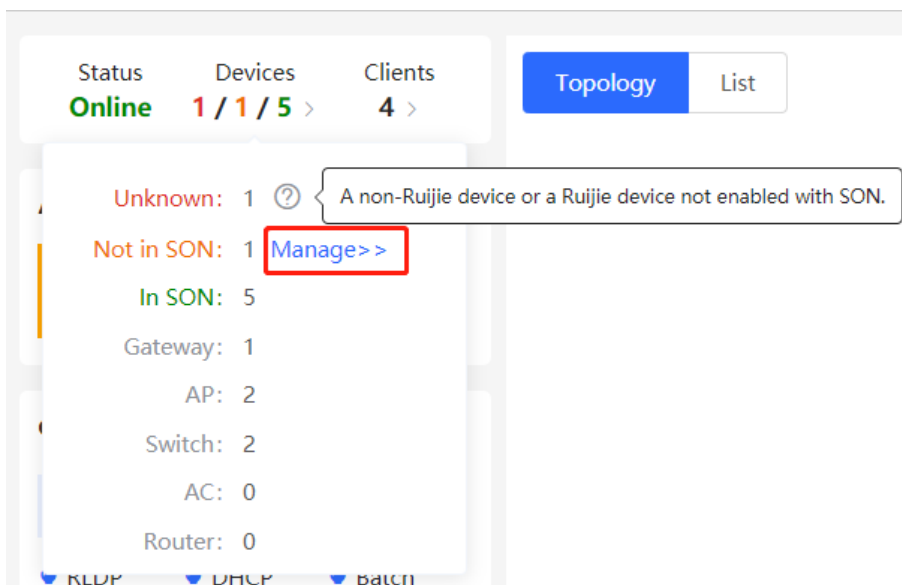 Status Devices Clients
Online 1 / 1 / 5 > 4 >
Topology List
Unknown: 1 ? A non-Ruijie device or a Ruijie device not enabled with SON.
Not in SON: 1 Manage>>
In SON: 5
Gateway: 1
AP: 2
Switch: 2
AC: 0
Router: 0
RLDP DHCP Batch